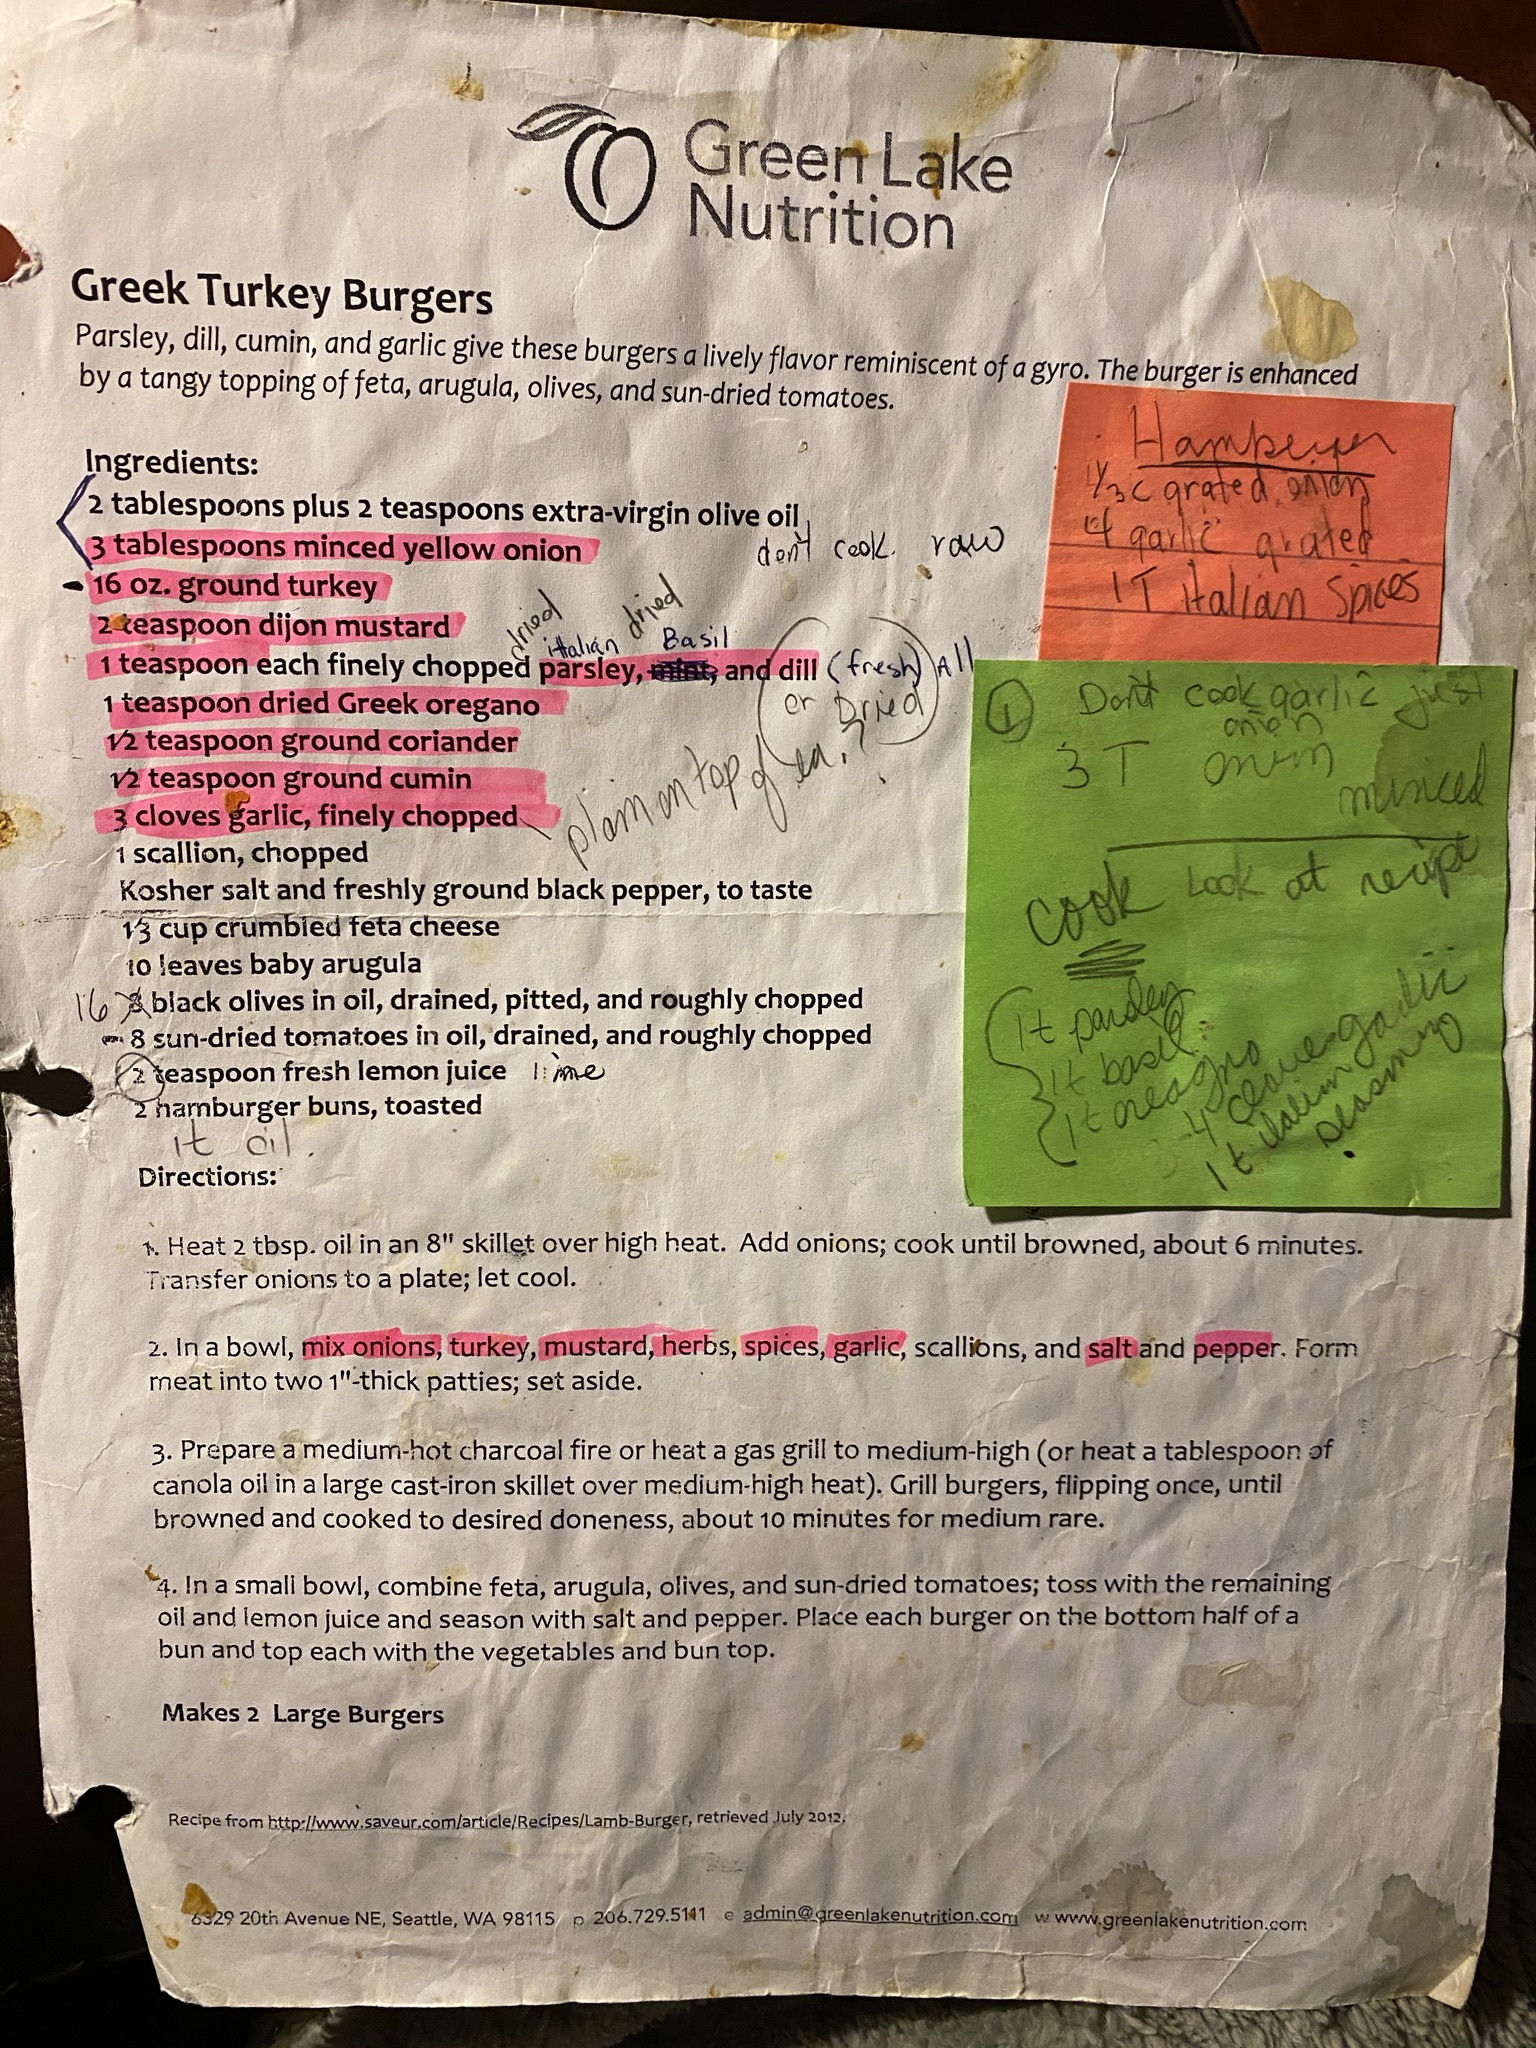 Green Lake
Nutrition
Greek Turkey Burgers
Parsley, dill, cumin, and garlic give these burgers a lively flavor reminiscent of a gyro. The burger is enhanced
by a tangy topping of feta, arugula, olives, and sun-dried tomatoes.
Hamberger
1/3 c grated onion
4 garlic grated
1T italian Spices
Ingredients:
2 tablespoons plus 2 teaspoons extra-virgin olive oil
3 tablespoons minced yellow onion
don't cook. raw
16 oz. ground turkey
2 teaspoon dijon mustard
dried italian dried Basil
1 teaspoon each finely chopped parsley, mint, and dill (fresh) All
or Dried
1 teaspoon dried Greek oregano
1/2 teaspoon ground coriander
1/2 teaspoon ground cumin
3 cloves garlic, finely chopped
on top of ea.?
1 scallion, chopped
Kosher salt and freshly ground black pepper, to taste
1/3 cup crumbled feta cheese
10 leaves baby arugula
16 8 black olives in oil, drained, pitted, and roughly chopped
8 sun-dried tomatoes in oil, drained, and roughly chopped
2 teaspoon fresh lemon juice lime
2 hamburger buns, toasted
1t oil.
1 Don't cook garlic just
onion
3 T onion
minced
cook Look at recipt
1t parsley
1t basil
1t oreagno
4 cleaves garlic
1t italian
seasoning
Directions:
1. Heat 2 tbsp. oil in an 8" skillet over high heat. Add onions; cook until browned, about 6 minutes.
Transfer onions to a plate; let cool.
2. In a bowl, mix onions, turkey, mustard, herbs, spices, garlic, scallions, and salt and pepper. Form
meat into two 1"-thick patties; set aside.
3. Prepare a medium-hot charcoal fire or heat a gas grill to medium-high (or heat a tablespoon of
canola oil in a large cast-iron skillet over medium-high heat). Grill burgers, flipping once, until
browned and cooked to desired doneness, about 10 minutes for medium rare.
4. In a small bowl, combine feta, arugula, olives, and sun-dried tomatoes; toss with the remaining
oil and lemon juice and season with salt and pepper. Place each burger on the bottom half of a
bun and top each with the vegetables and bun top.
Makes 2 Large Burgers
Recipe from http://www.saveur.com/article/Recipes/Lamb-Burger, retrieved July 2012.
6329 20th Avenue NE, Seattle, WA 98115 p 206.729.5111 e admin@greenlakenutrition.com w www.greenlakenutrition.com